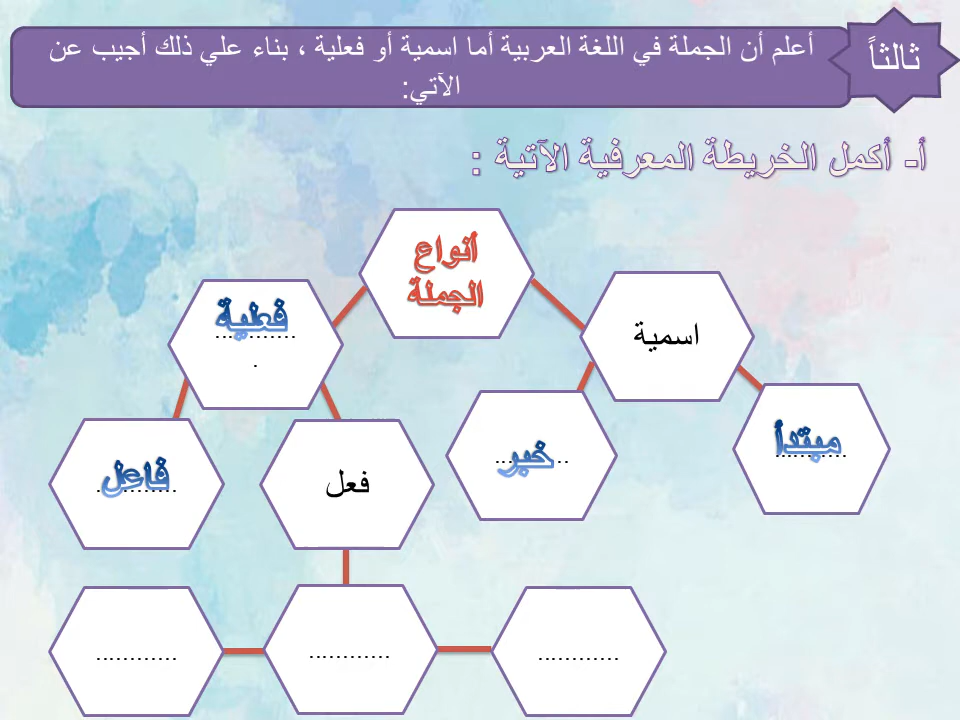 ثالثاً
أعلم أن الجملة في اللغة العربية أما اسمية أو فعلية ، بناء علي ذلك أجيب عن
الآتي:
أ- أكمل الخريطة المعرفية الآتية :
أنواع
الجملة
اسمية
فعلية
............
.
مبتدأ
...........
خبر
...........
فعل
فاعل
............
............
............
............